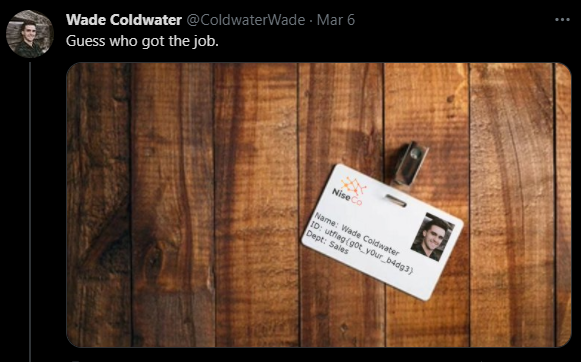 Wade Coldwater @ColdwaterWade · Mar 6
Guess who got the job.
NiseCo
Name: Wade Coldwater
ID: utflag{g0t_y0ur_b4dg3}
Dept: Sales